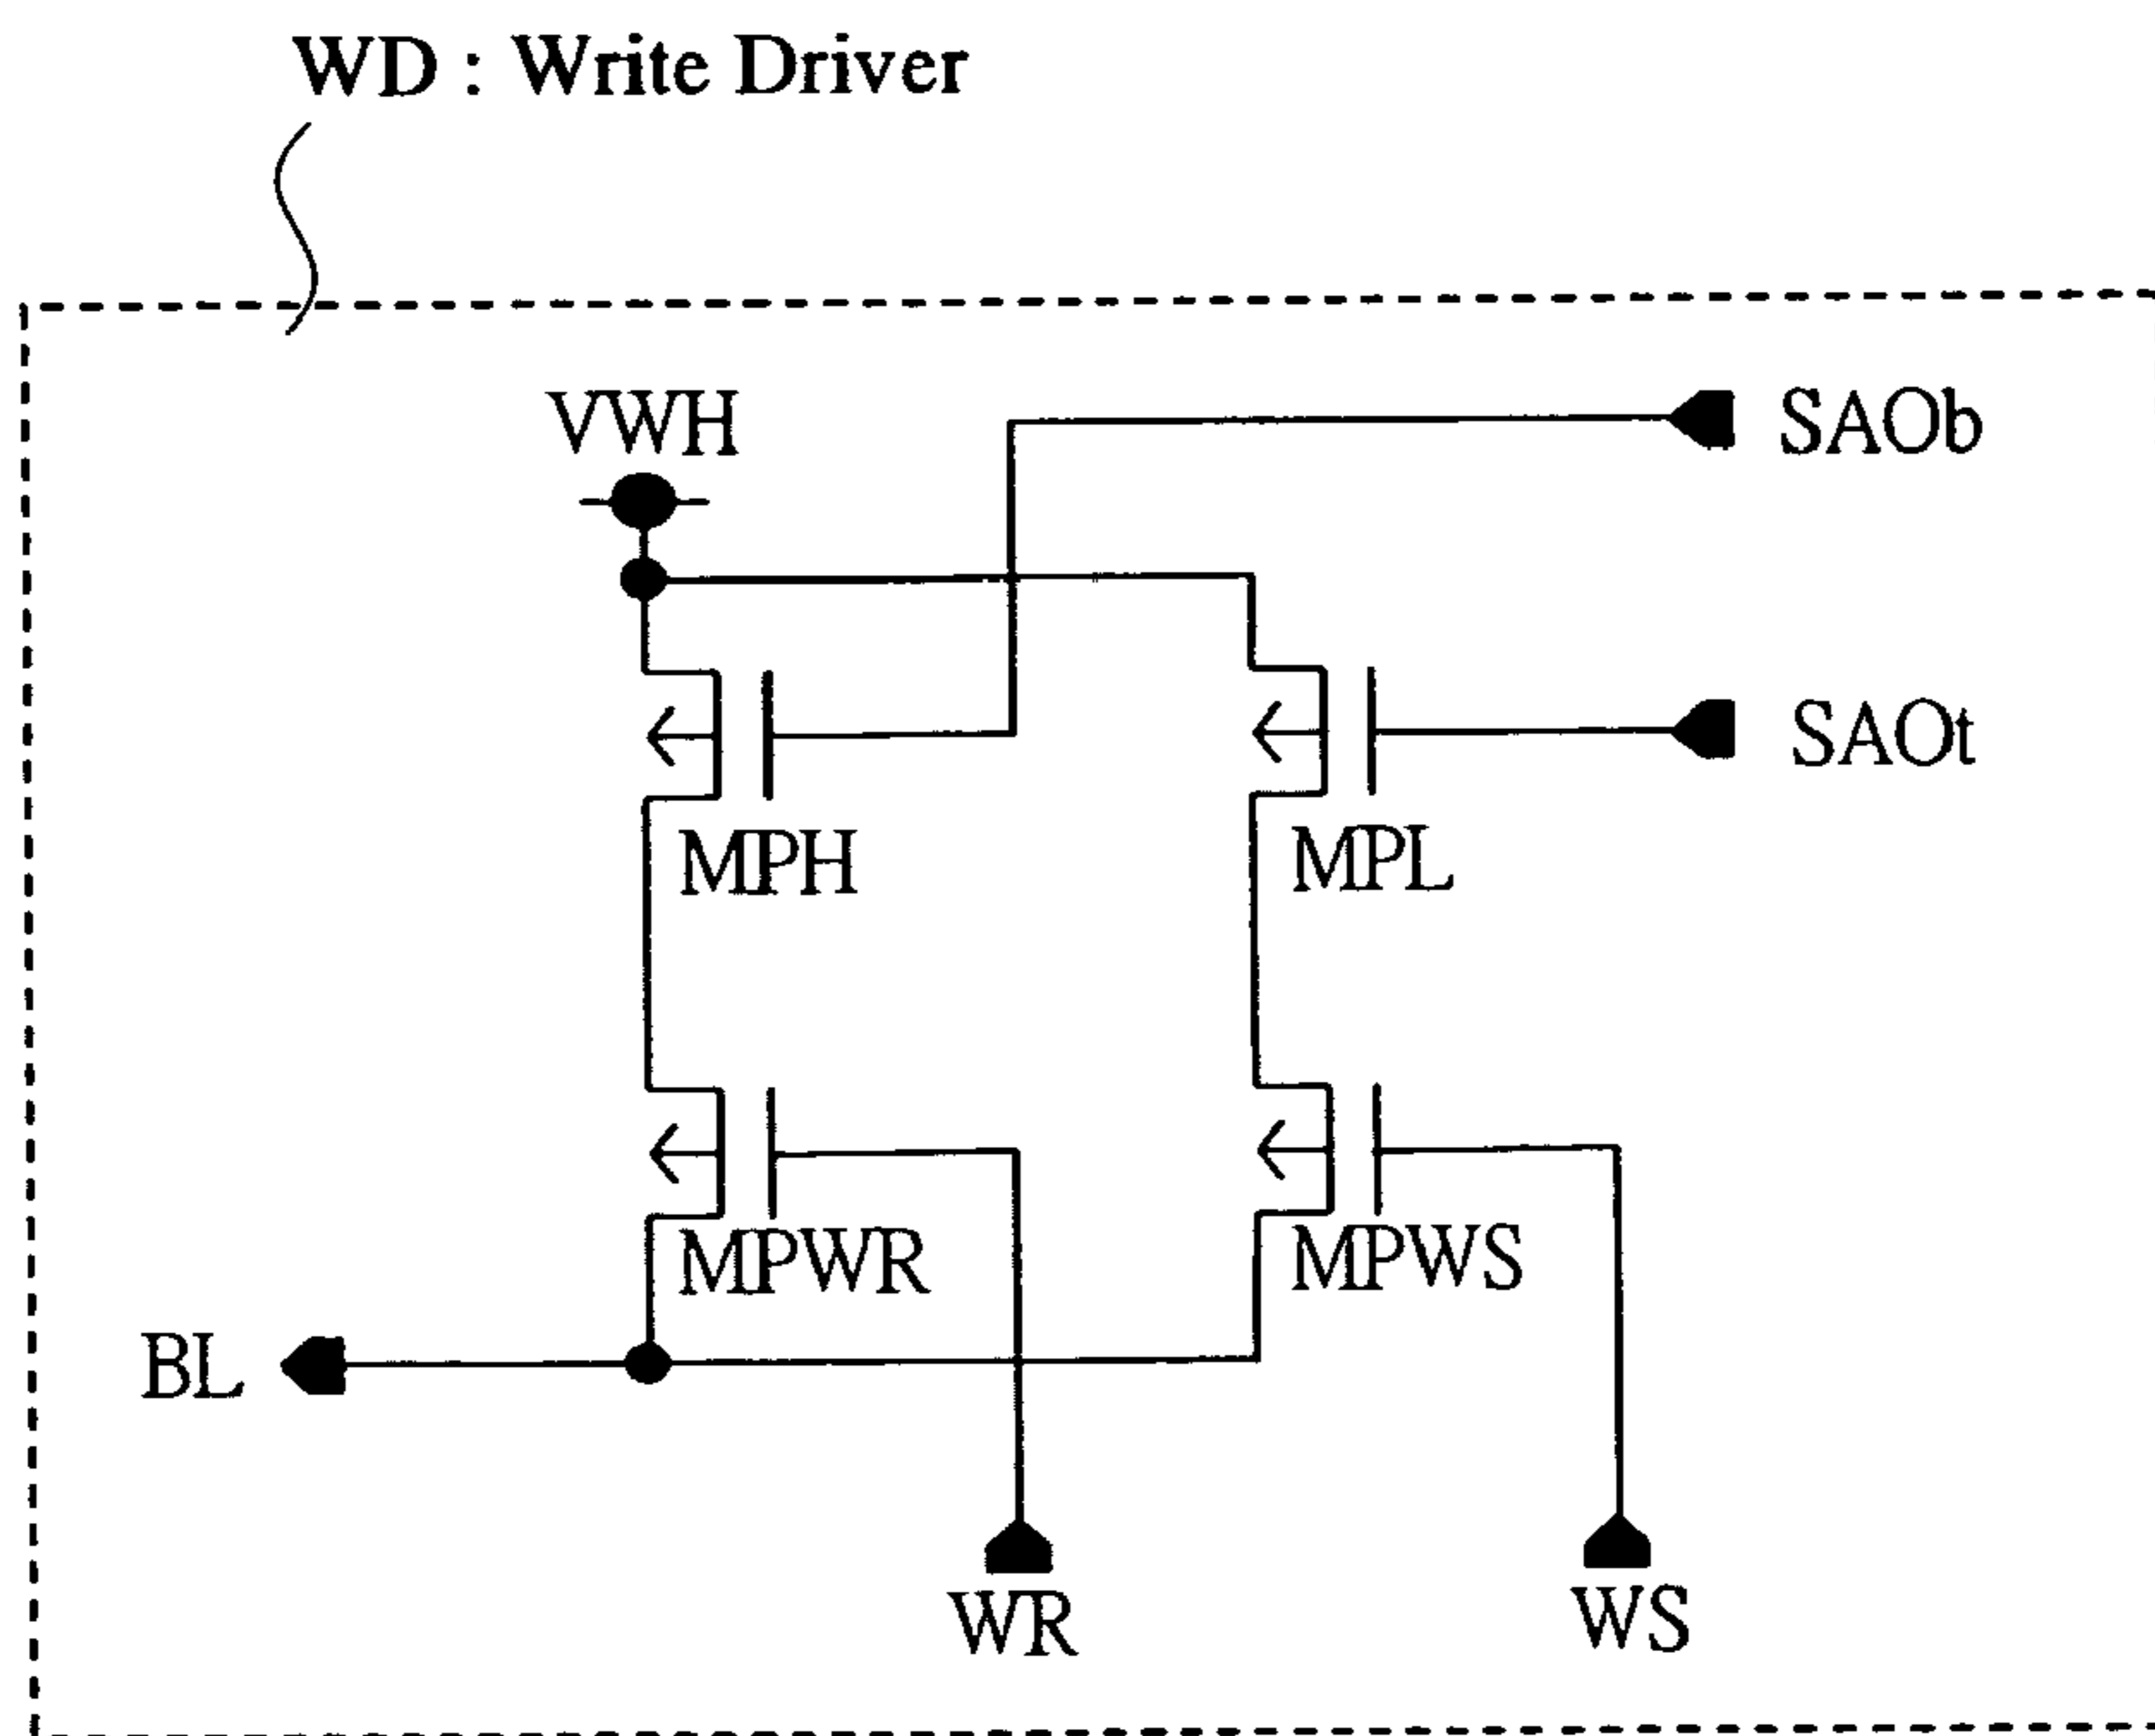 WD : Write Driver
VWH
SAOb
SAOt
MPH
MPL
MPWR
MPWS
BL
WR
WS